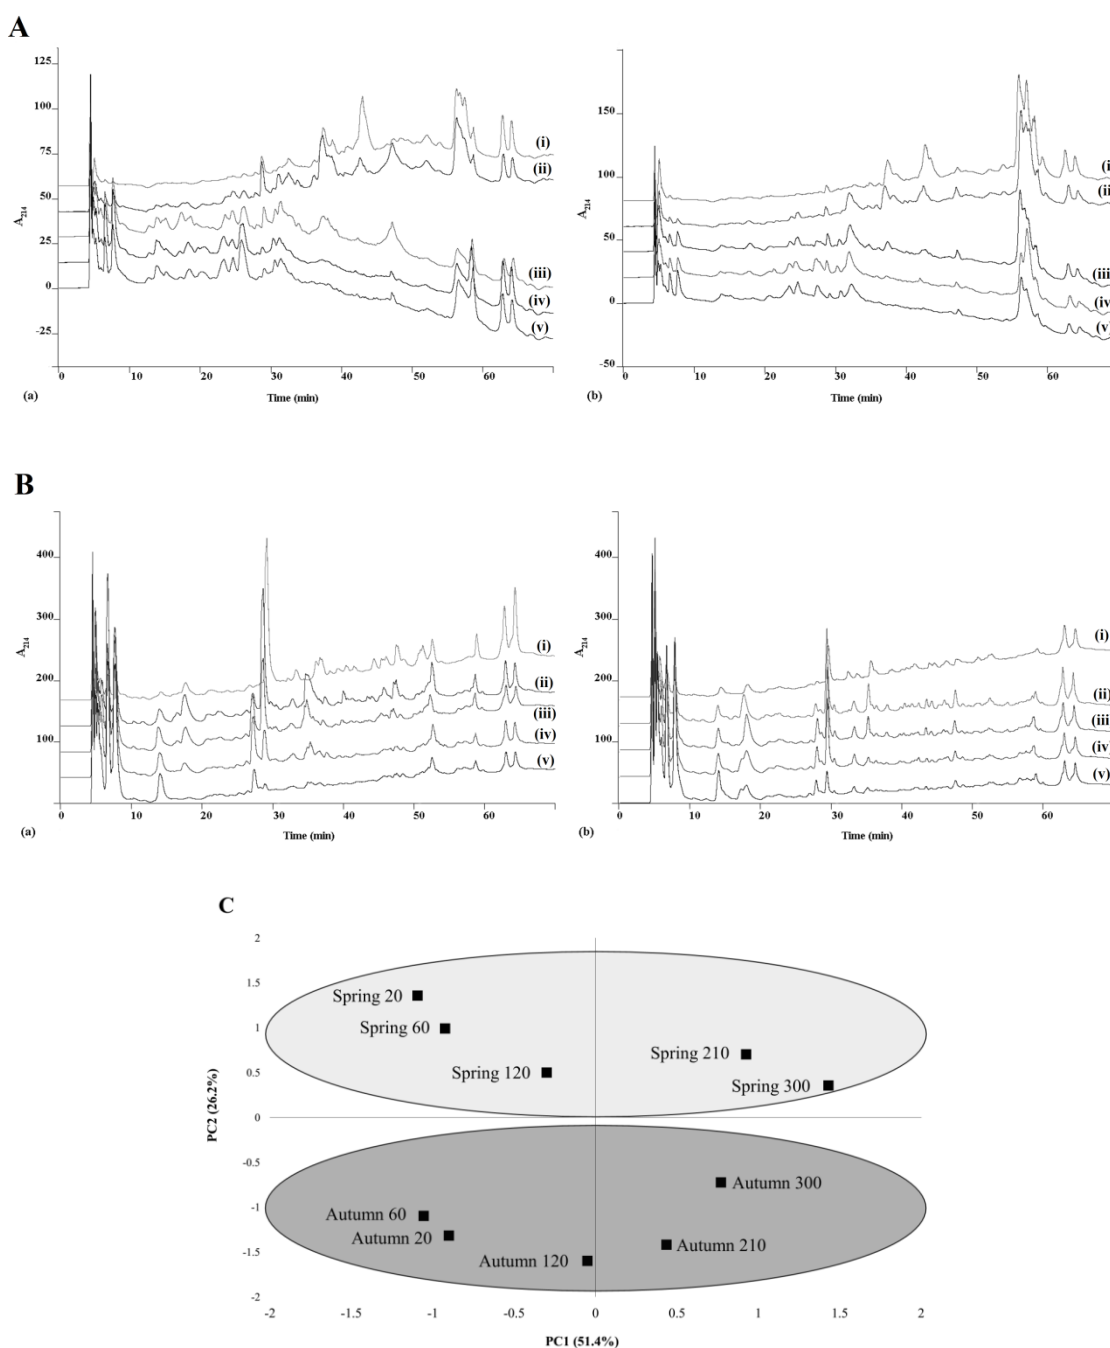 A
125
100
75
50
25
0
-25
A214
(i)
(ii)
(iii)
(iv)
(v)
0 10 20 30 40 50 60
Time (min)
(a)
150
100
50
0
-50
A214
(i
(ii
(iii
(iv
(v
0 10 20 30 40 50 60
Time (min)
(b)
B
400
300
200
100
A214
(i)
(ii)
(iii)
(iv)
(v)
0 10 20 30 40 50 60
Time (min)
(a)
400
300
200
100
A214
(i)
(ii)
(iii)
(iv)
(v)
0 10 20 30 40 50 60
Time (min)
(b)
C
2
1.5
1
0.5
0
-0.5
-1
-1.5
-2
PC2 (26.2%)
Spring 20
Spring 60
Spring 120
Spring 210
Spring 300
Autumn 300
Autumn 60
Autumn 20
Autumn 120
Autumn 210
-2 -1.5 -1 -0.5 0 0.5 1 1.5 2
PC1 (51.4%)